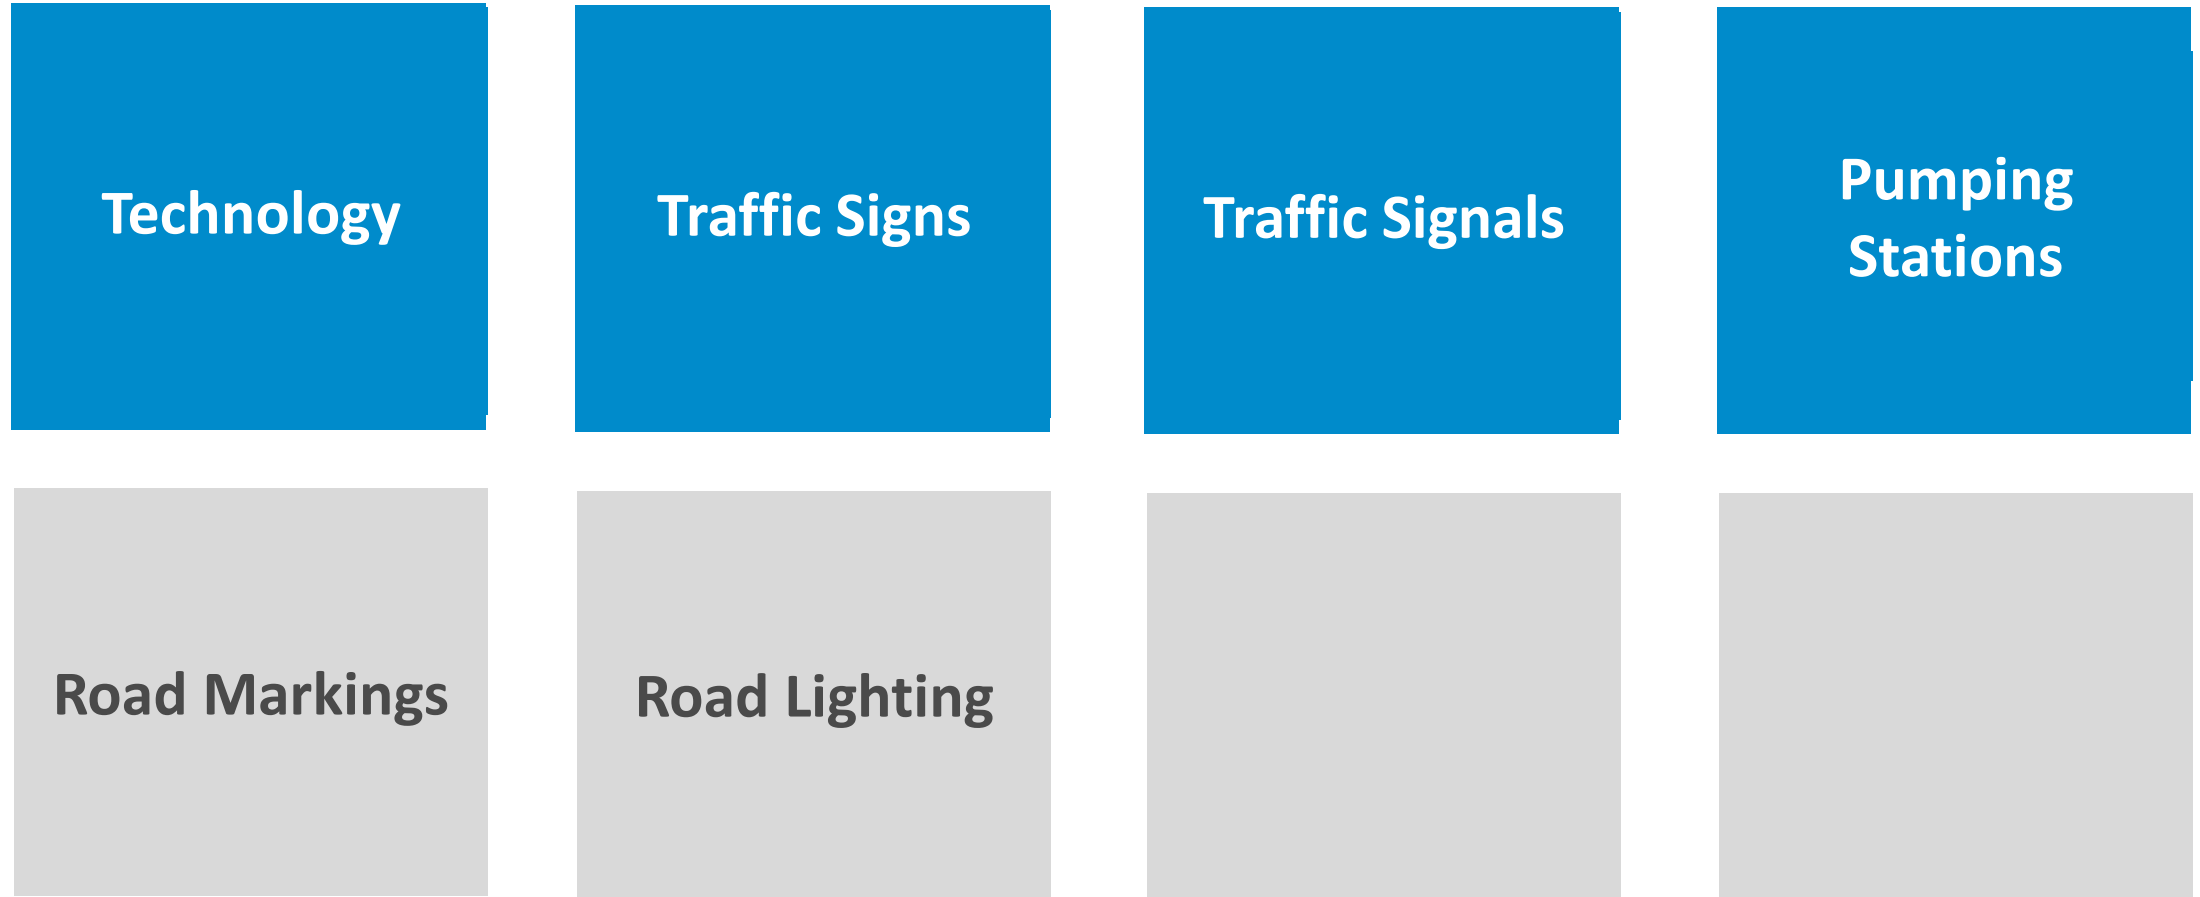 Technology
Traffic Signs
Traffic Signals
Pumping
Stations
Road Markings
Road Lighting